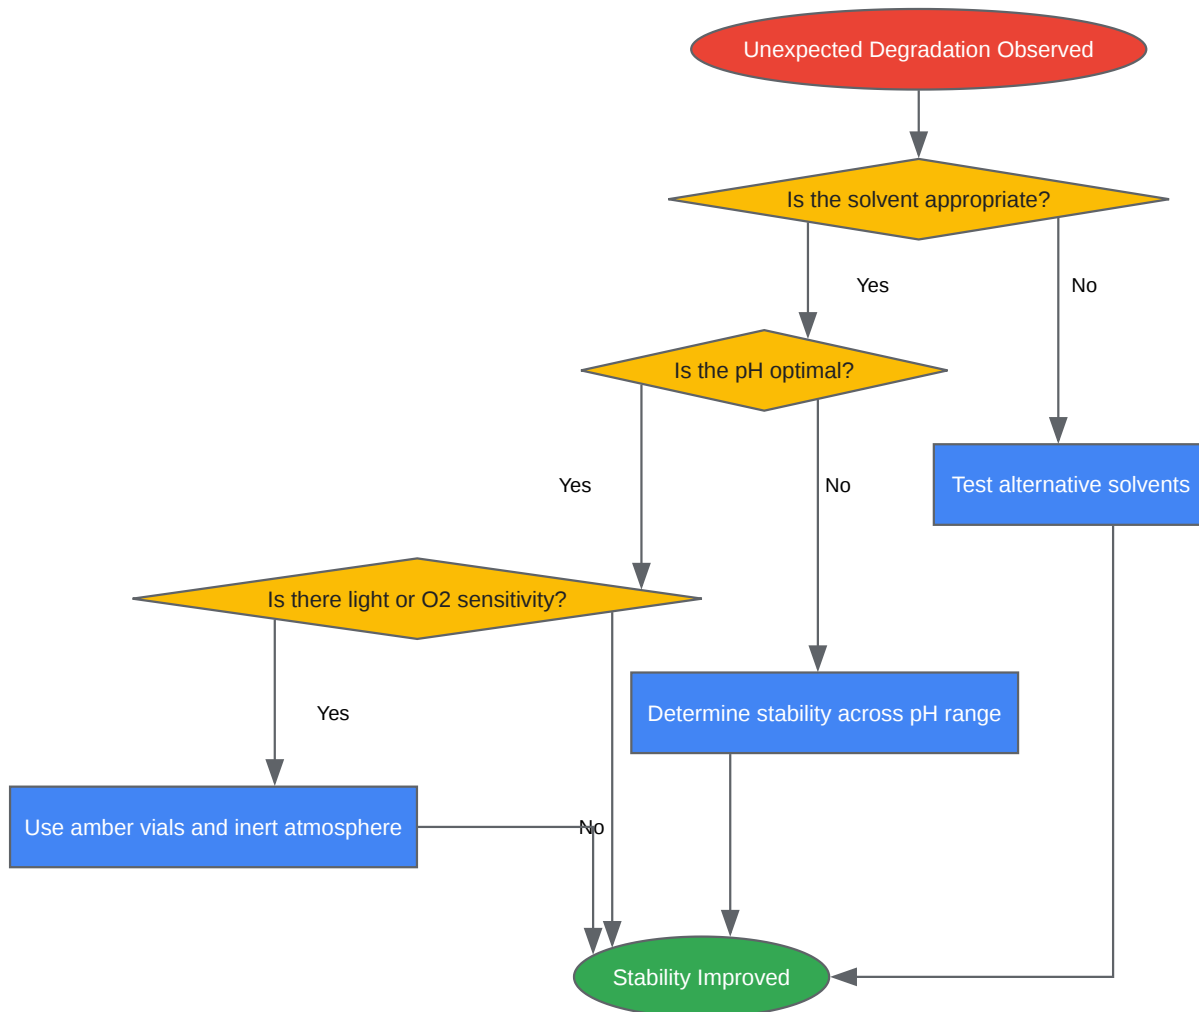 Unexpected Degradation Observed
Is the solvent appropriate?
Yes
No
Is the pH optimal?
Test alternative solvents
Yes
No
Is there light or O2 sensitivity?
Yes
Determine stability across pH range
Use amber vials and inert atmosphere
No
Stability Improved